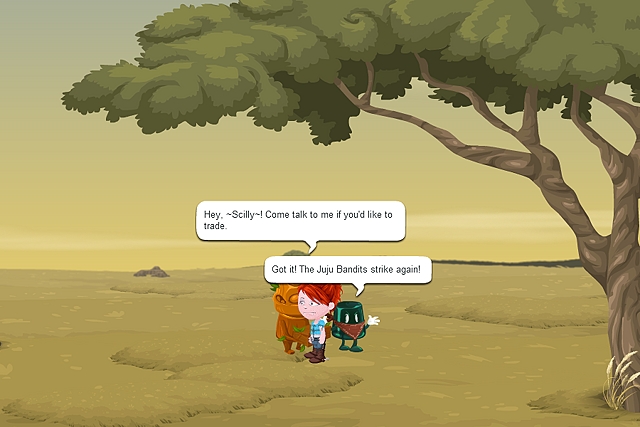 Hey, ~Scilly~! Come talk to me if you'd like to
trade.
Got it! The Juju Bandits strike again!